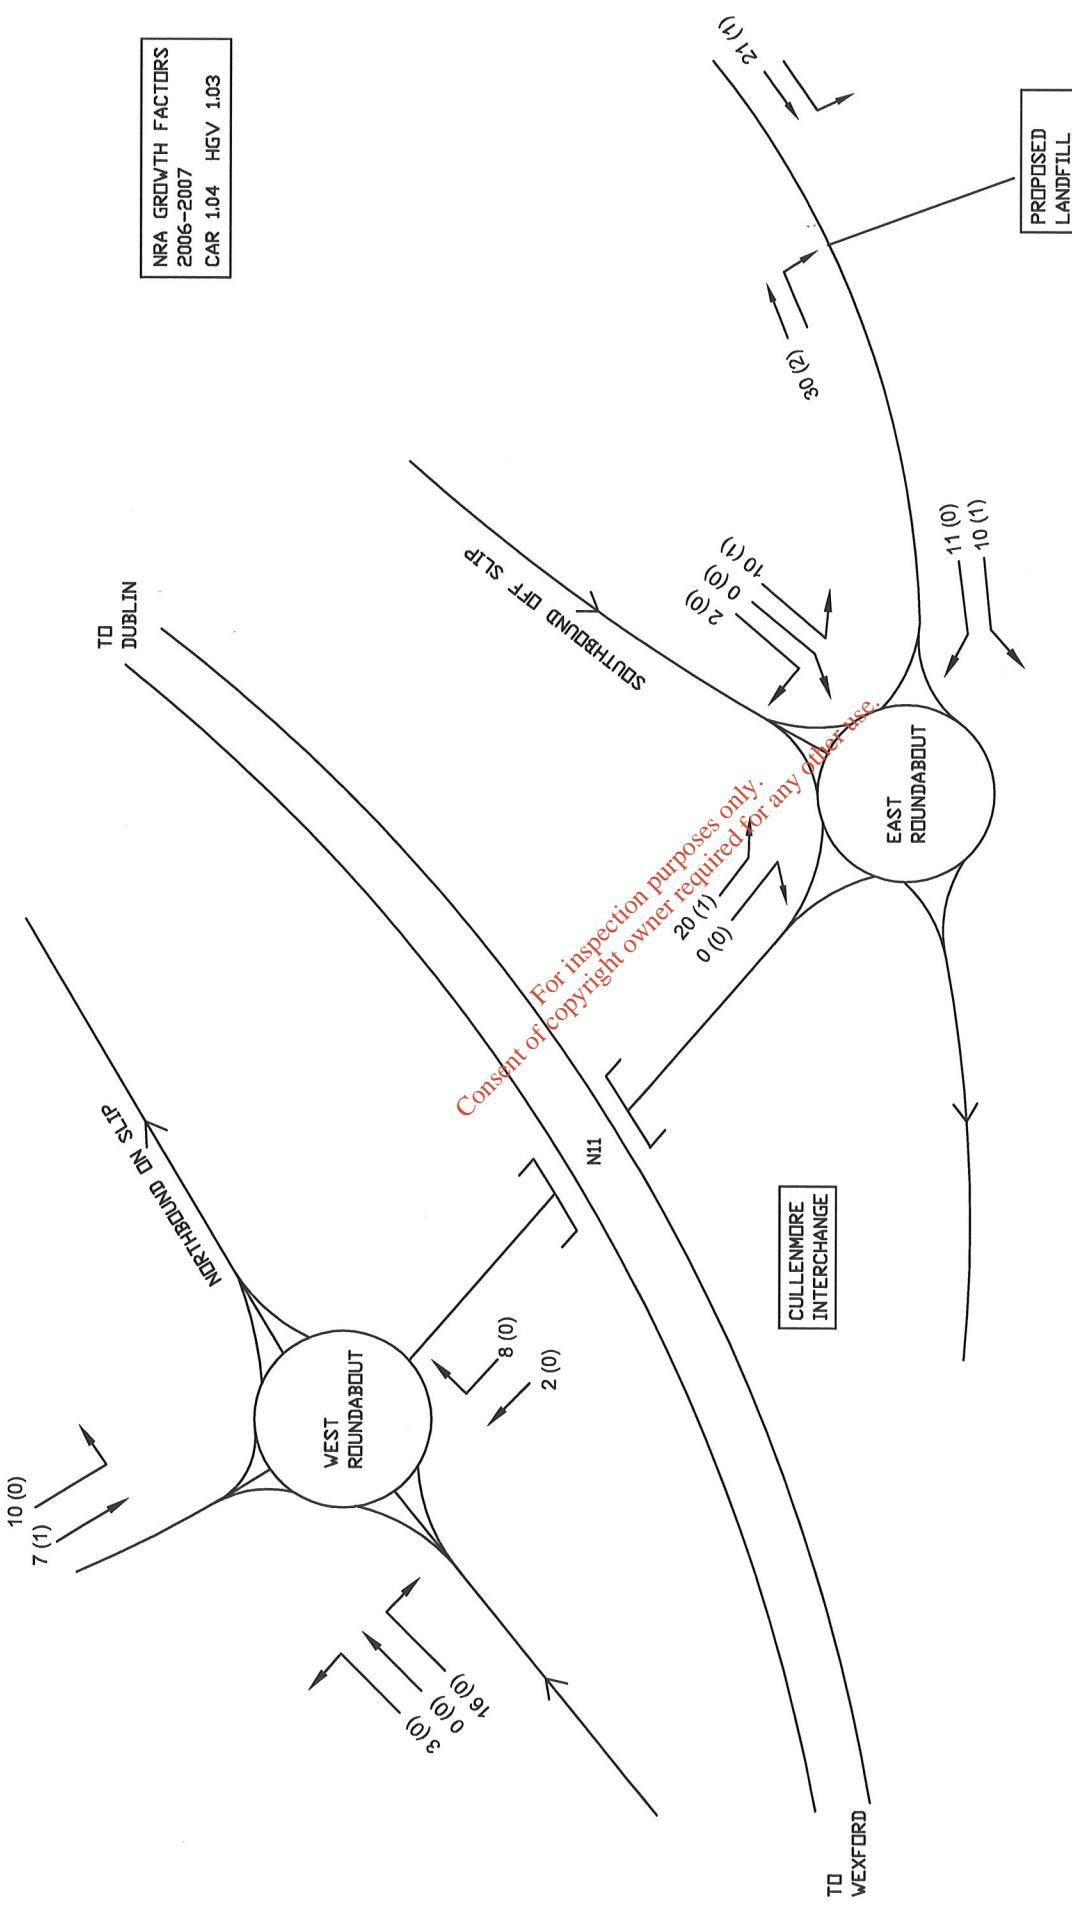 NRA GROWTH FACTORS
2006-2007
CAR 1.04 HGV 1.03
TO
DUBLIN
NORTHBOUND ON SLIP
10 (0)
7 (1)
WEST
ROUNDABOUT
8 (0)
2 (0)
3 (0)
0 (0)
16 (0)
N11
SOUTHBOUND OFF SLIP
2 (0)
0 (0)
10 (1)
20 (1)
0 (0)
EAST
ROUNDABOUT
11 (0)
10 (1)
30 (2)
21 (1)
PROPOSED
LANDFILL
CULLENMORE
INTERCHANGE
TO
WEXFORD
For inspection purposes only.
Consent of copyright owner required for any other use.